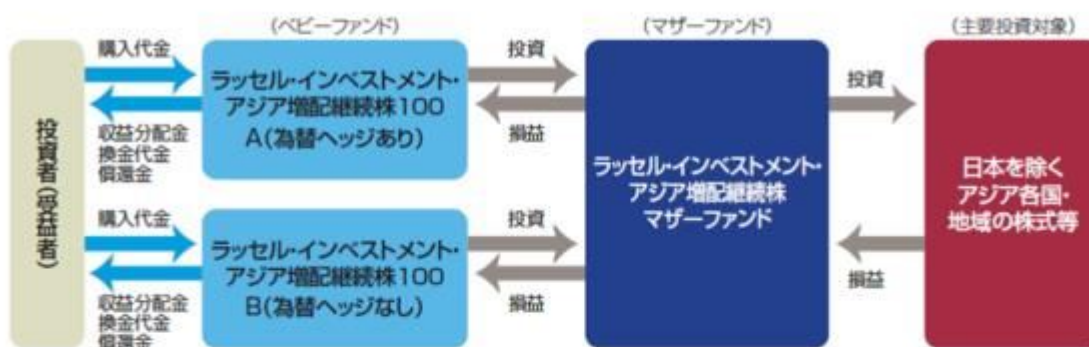 (ベビーファンド)
(マザーファンド)
(主要投資対象)
投資者(受益者)
購入代金
収益分配金
換金代金
償還金
ラッセル・インベストメント・
アジア増配継続株100
A(為替ヘッジあり)
投資
損益
購入代金
収益分配金
換金代金
償還金
ラッセル・インベストメント・
アジア増配継続株100
B(為替ヘッジなし)
投資
損益
ラッセル・インベストメント・
アジア増配継続株
マザーファンド
投資
損益
日本を除く
アジア各国・
地域の株式等